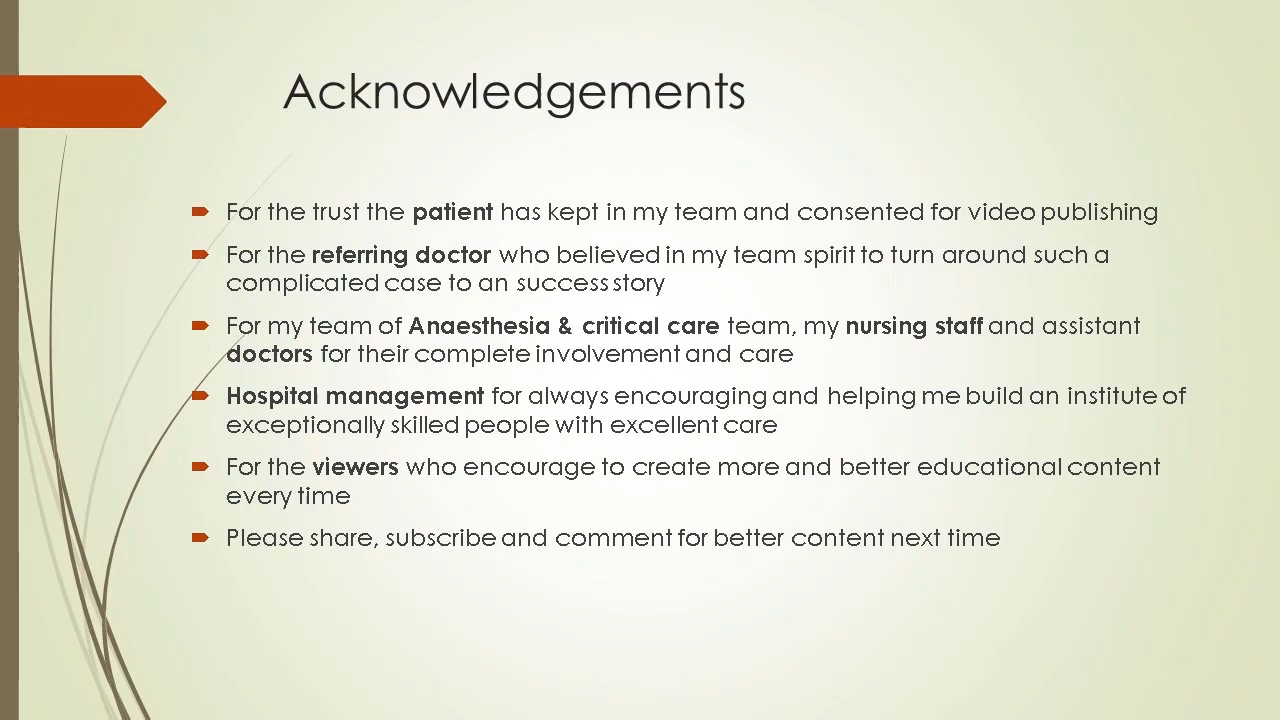 Acknowledgements
For the trust the patient has kept in my team and consented for video publishing
For the referring doctor who believed in my team spirit to turn around such a
complicated case to an success story
For my team of Anaesthesia & critical care team, my nursing staff and assistant
doctors for their complete involvement and care
Hospital management for always encouraging and helping me build an institute of
exceptionally skilled people with excellent care
For the viewers who encourage to create more and better educational content
every time
Please share, subscribe and comment for better content next time